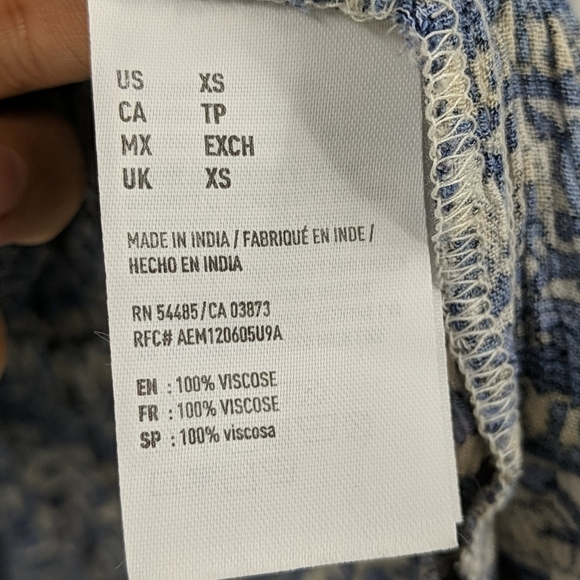 US XS
CA TP
MX EXCH
UK XS
MADE IN INDIA / FABRIQUÉ EN INDE /
HECHO EN INDIA
RN 54485/CA 03873
RFC# AEM120605U9A
EN : 100% VISCOSE
FR : 100% VISCOSE
SP : 100% viscosa